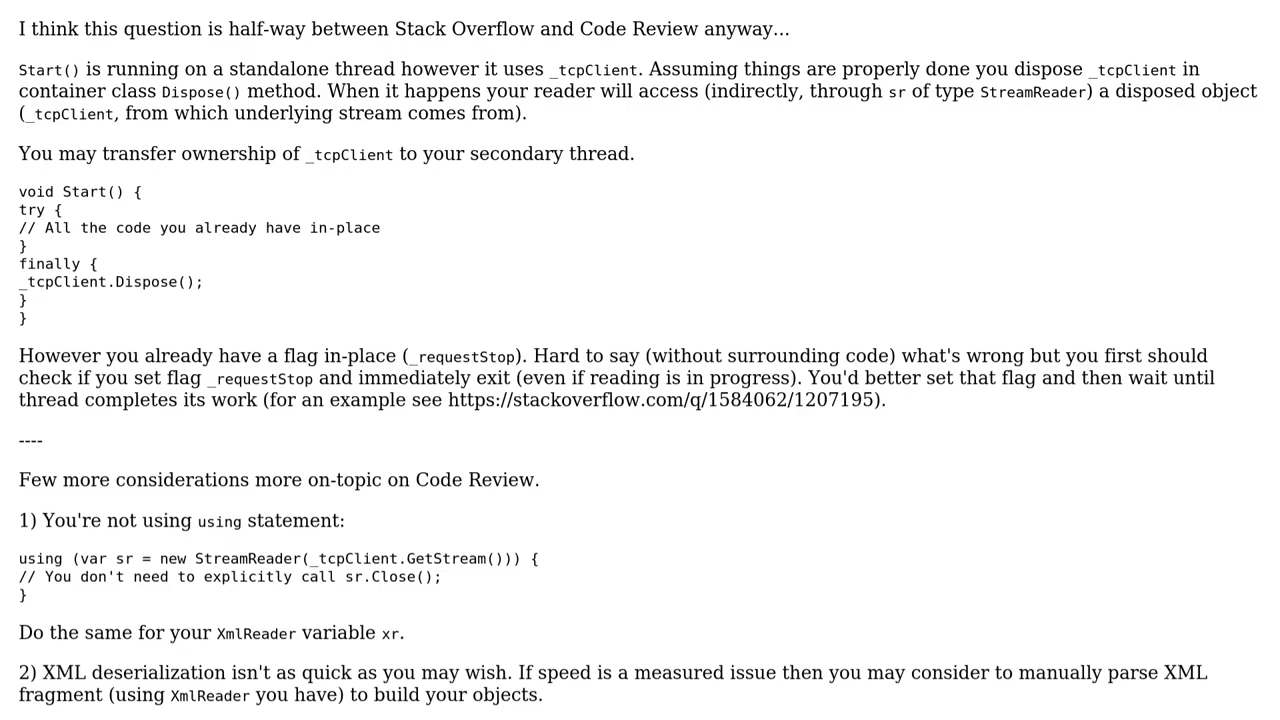 I think this question is half-way between Stack Overflow and Code Review anyway...
Start() is running on a standalone thread however it uses _tcpClient. Assuming things are properly done you dispose _tcpClient in
container class Dispose() method. When it happens your reader will access (indirectly, through sr of type StreamReader) a disposed object
(_tcpClient, from which underlying stream comes from).
You may transfer ownership of _tcpClient to your secondary thread.
void Start() {
try {
// All the code you already have in-place
}
finally {
_tcpClient.Dispose();
}
}
However you already have a flag in-place (_requestStop). Hard to say (without surrounding code) what's wrong but you first should
check if you set flag _requestStop and immediately exit (even if reading is in progress). You'd better set that flag and then wait until
thread completes its work (for an example see https://stackoverflow.com/q/1584062/1207195).
----
Few more considerations more on-topic on Code Review.
1) You're not using using statement:
using (var sr = new StreamReader(_tcpClient.GetStream())) {
// You don't need to explicitly call sr.Close();
}
Do the same for your XmlReader variable xr.
2) XML deserialization isn't as quick as you may wish. If speed is a measured issue then you may consider to manually parse XML
fragment (using XmlReader you have) to build your objects.